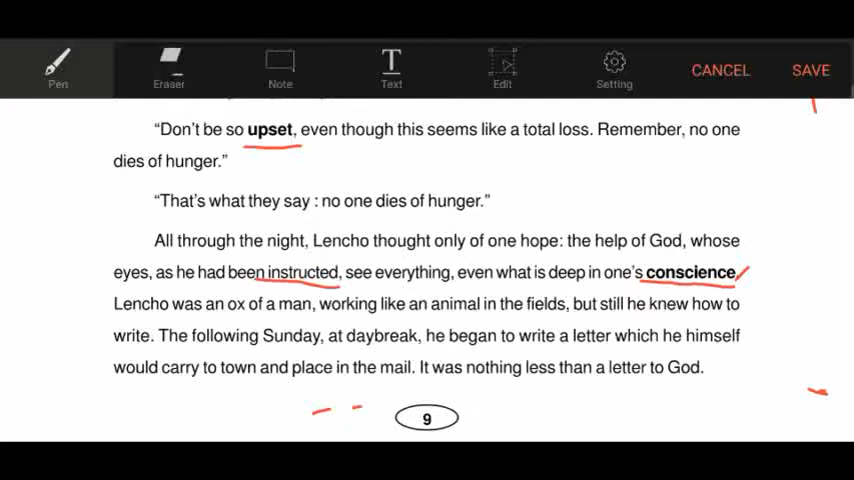 Pen Eraser Note Text Edit Setting CANCEL SAVE
“Don’t be so upset, even though this seems like a total loss. Remember, no one
dies of hunger.”
“That’s what they say : no one dies of hunger.”
All through the night, Lencho thought only of one hope: the help of God, whose
eyes, as he had been instructed, see everything, even what is deep in one’s conscience,
Lencho was an ox of a man, working like an animal in the fields, but still he knew how to
write. The following Sunday, at daybreak, he began to write a letter which he himself
would carry to town and place in the mail. It was nothing less than a letter to God.
9